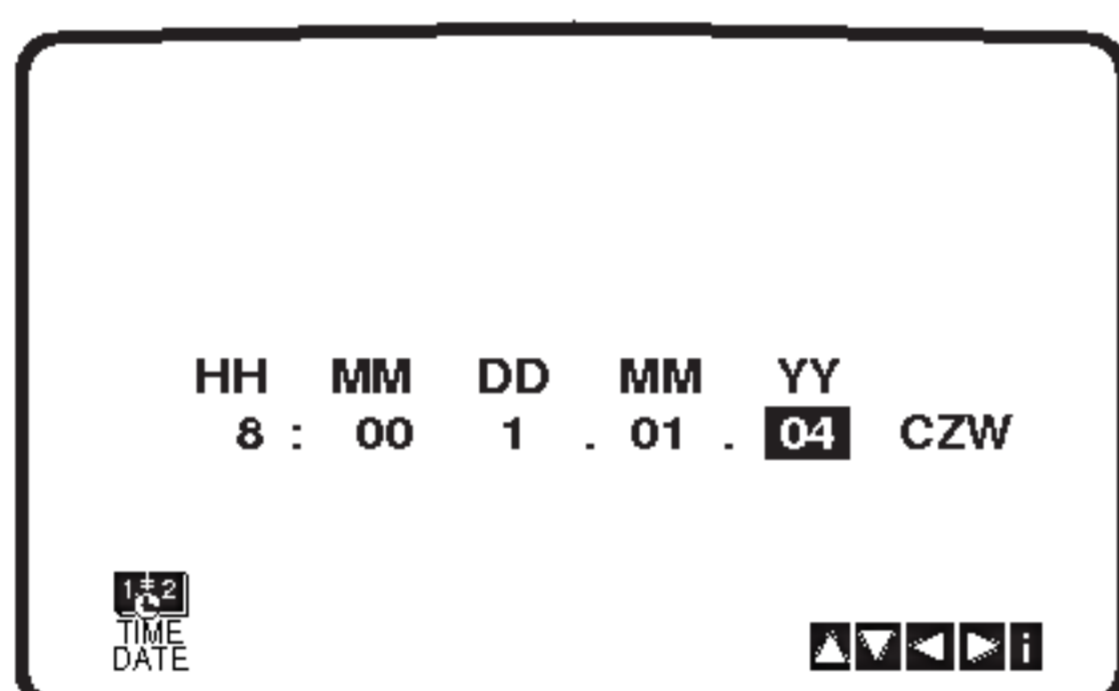 HH MM DD MM YY
8 : 00 1 . 01 . 04 CZW
1 2
TIME
DATE
i